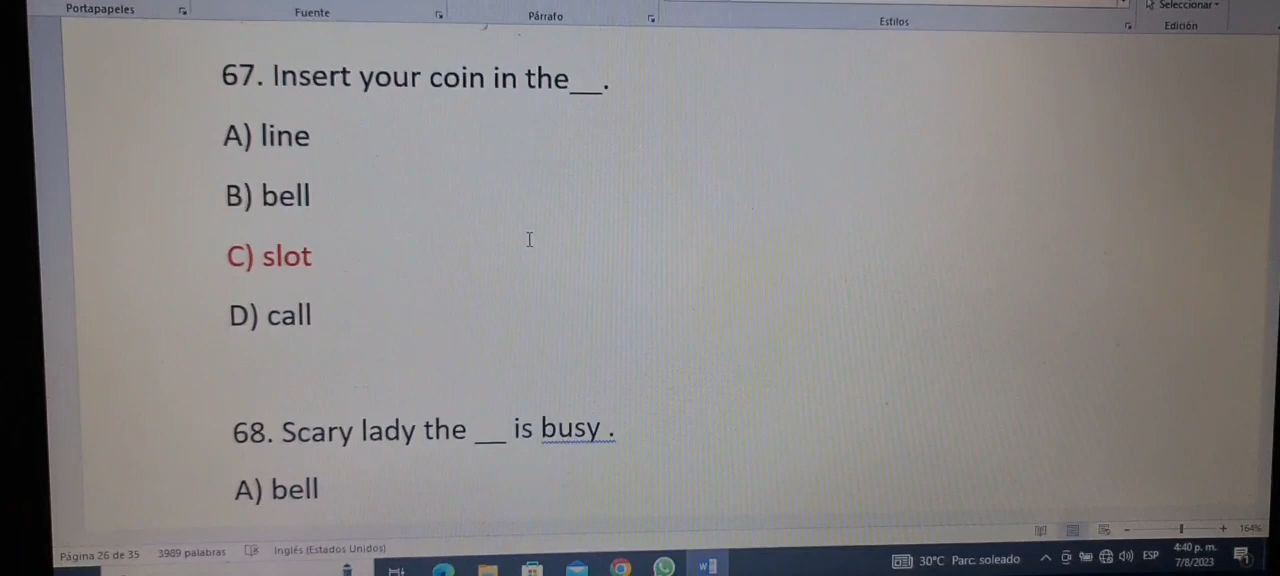 Portapapeles Fuente Párrafo Estilos Seleccionar Edición
67. Insert your coin in the__.
A) line
B) bell
C) slot
D) call
68. Scary lady the __ is busy .
A) bell
Página 26 de 35 3989 palabras Inglés (Estados Unidos) 164%
30°C Parc. soleado ESP 4:40 p. m.
7/8/2023